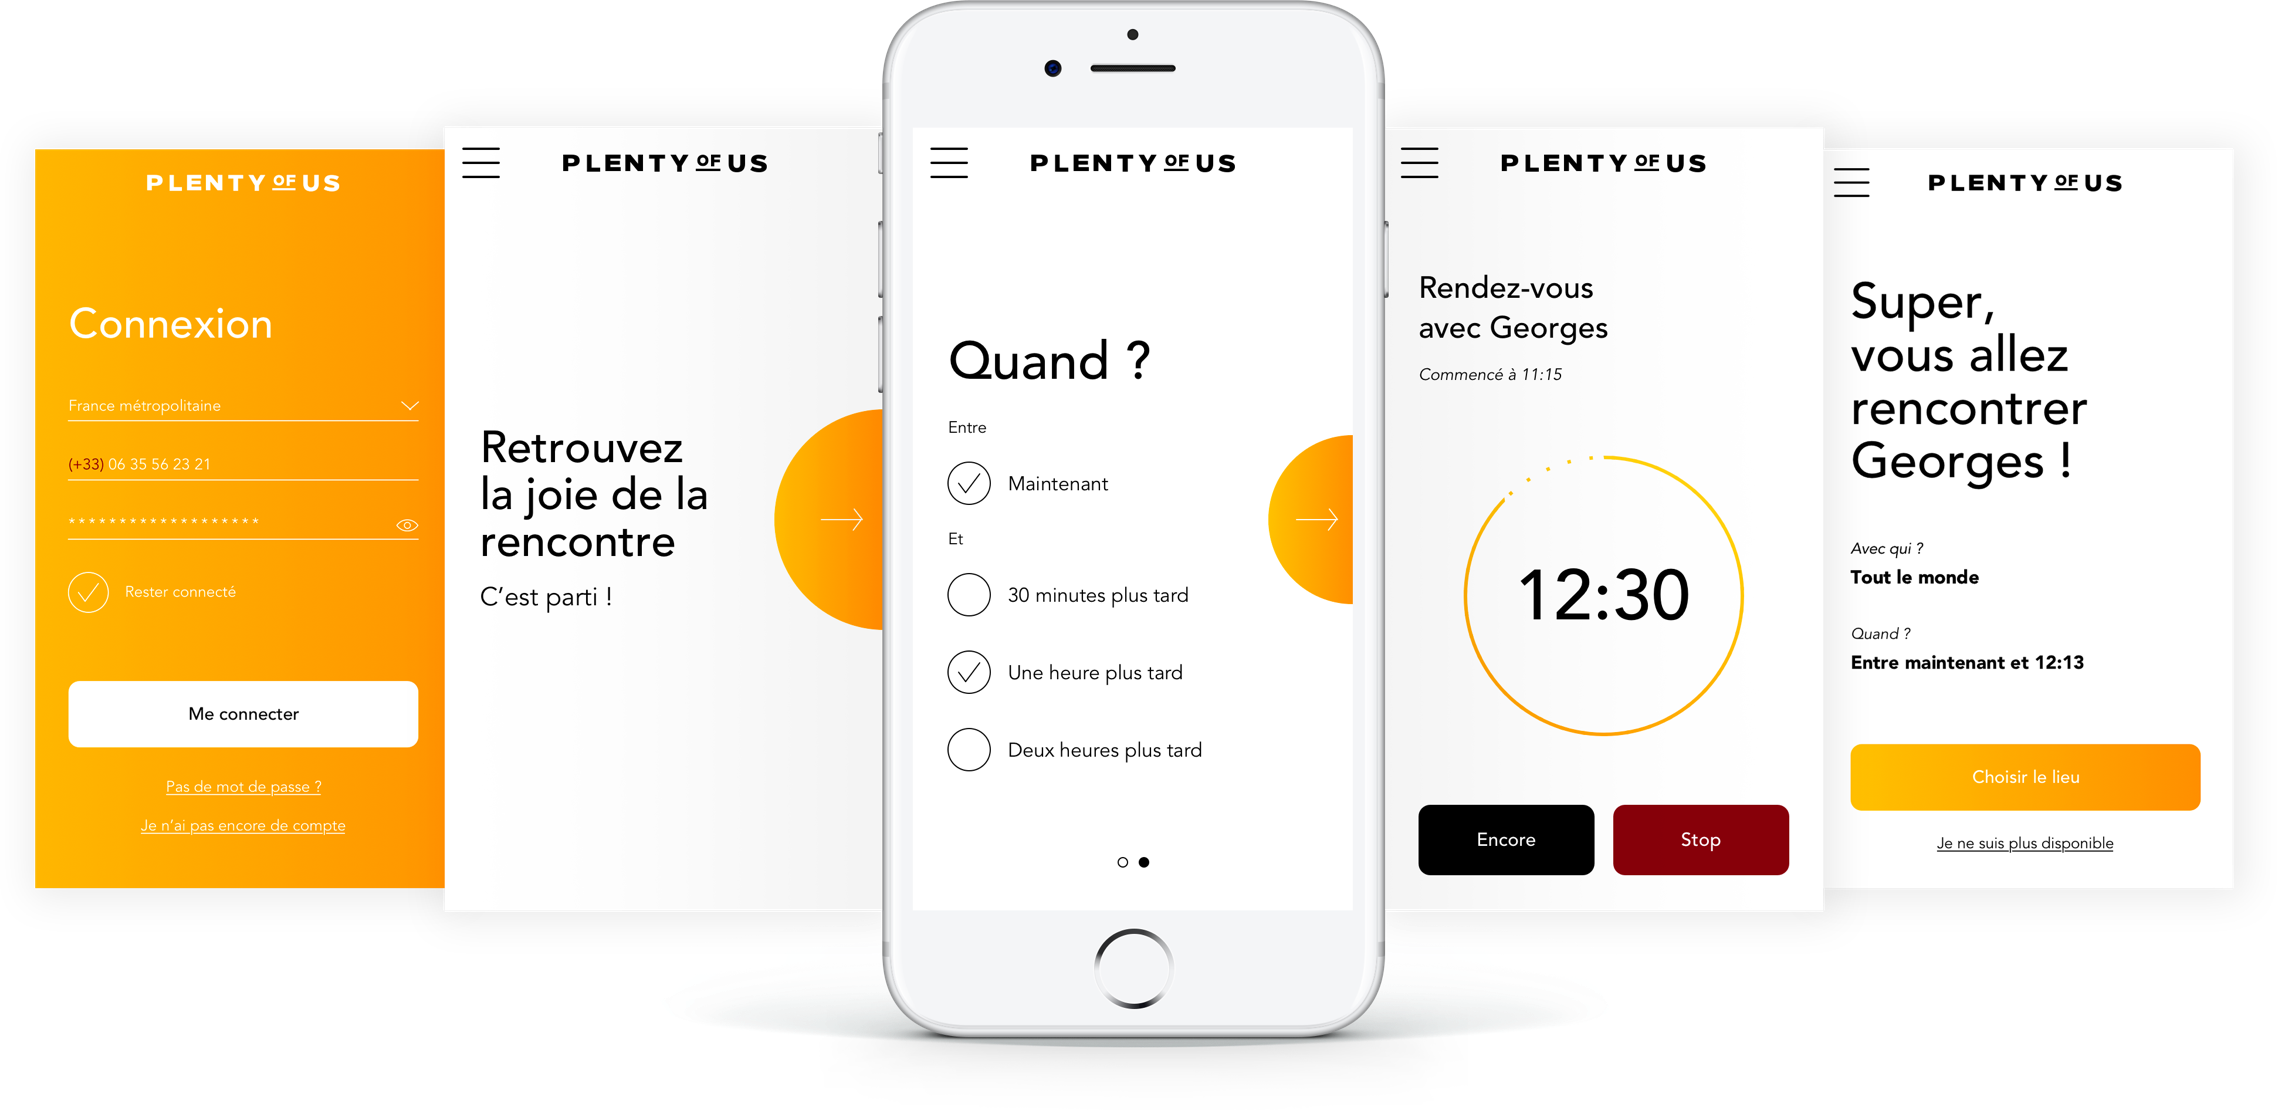 PLENTY OF US
Connexion
France métropolitaine
(+33) 06 35 56 23 21
*******************
Rester connecté
Me connecter
Pas de mot de passe ?
Je n’ai pas encore de compte
PLENTY OF US
Retrouvez
la joie de la
rencontre
C’est parti !
PLENTY OF US
Quand ?
Entre
Maintenant
Et
30 minutes plus tard
Une heure plus tard
Deux heures plus tard
PLENTY OF US
Rendez-vous
avec Georges
Commencé à 11:15
12:30
Encore
Stop
PLENTY OF US
Super,
vous allez
rencontrer
Georges !
Avec qui ?
Tout le monde
Quand ?
Entre maintenant et 12:13
Choisir le lieu
Je ne suis plus disponible